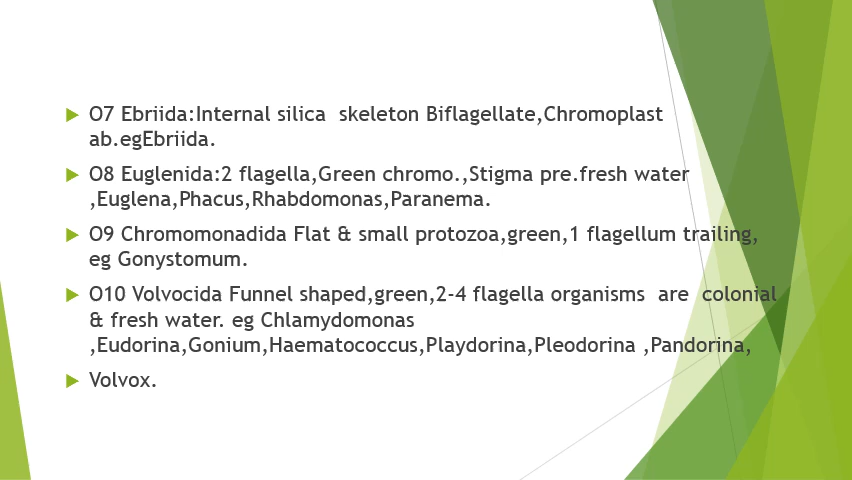 O7 Ebriida:Internal silica  skeleton Biflagellate,Chromoplast
ab.egEbriida.
O8 Euglenida:2 flagella,Green chromo.,Stigma pre.fresh water
,Euglena,Phacus,Rhabdomonas,Paranema.
O9 Chromomonadida Flat & small protozoa,green,1 flagellum trailing,
eg Gonystomum.
O10 Volvocida Funnel shaped,green,2-4 flagella organisms  are  colonial
& fresh water. eg Chlamydomonas
,Eudorina,Gonium,Haematococcus,Playdorina,Pleodorina ,Pandorina,
Volvox.